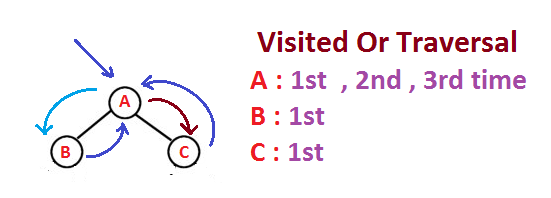 Visited Or Traversal
A : 1st , 2nd , 3rd time
B : 1st
C : 1st
A
B
C